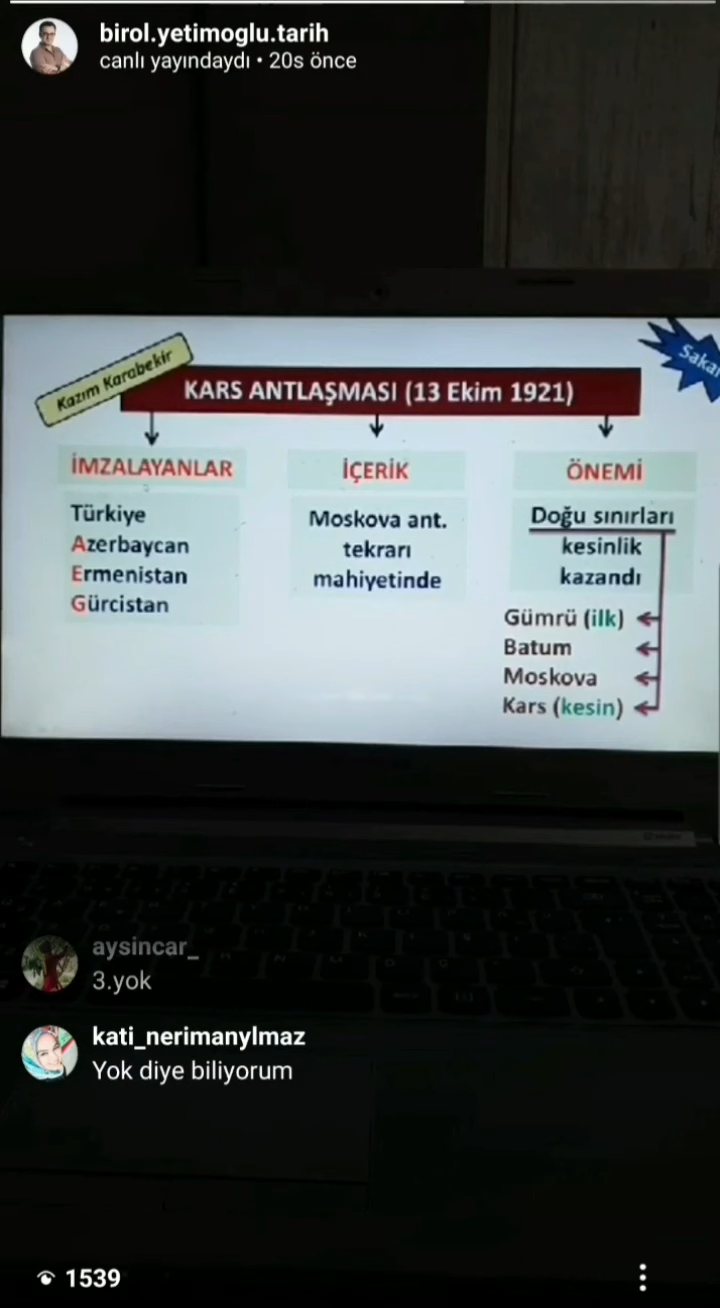 birol.yetimoglu.tarih
canlı yayındaydı • 20s önce
Kazım Karabekir
KARS ANTLAŞMASI (13 Ekim 1921)
İMZALAYANLAR
Türkiye
Azerbaycan
Ermenistan
Gürcistan
İÇERİK
Moskova ant.
tekrarı
mahiyetinde
ÖNEMİ
Doğu sınırları
kesinlik
kazandı
Gümrü (ilk)
Batum
Moskova
Kars (kesin)
aysincar_
3.yok
kati_nerimanylmaz
Yok diye biliyorum
1539